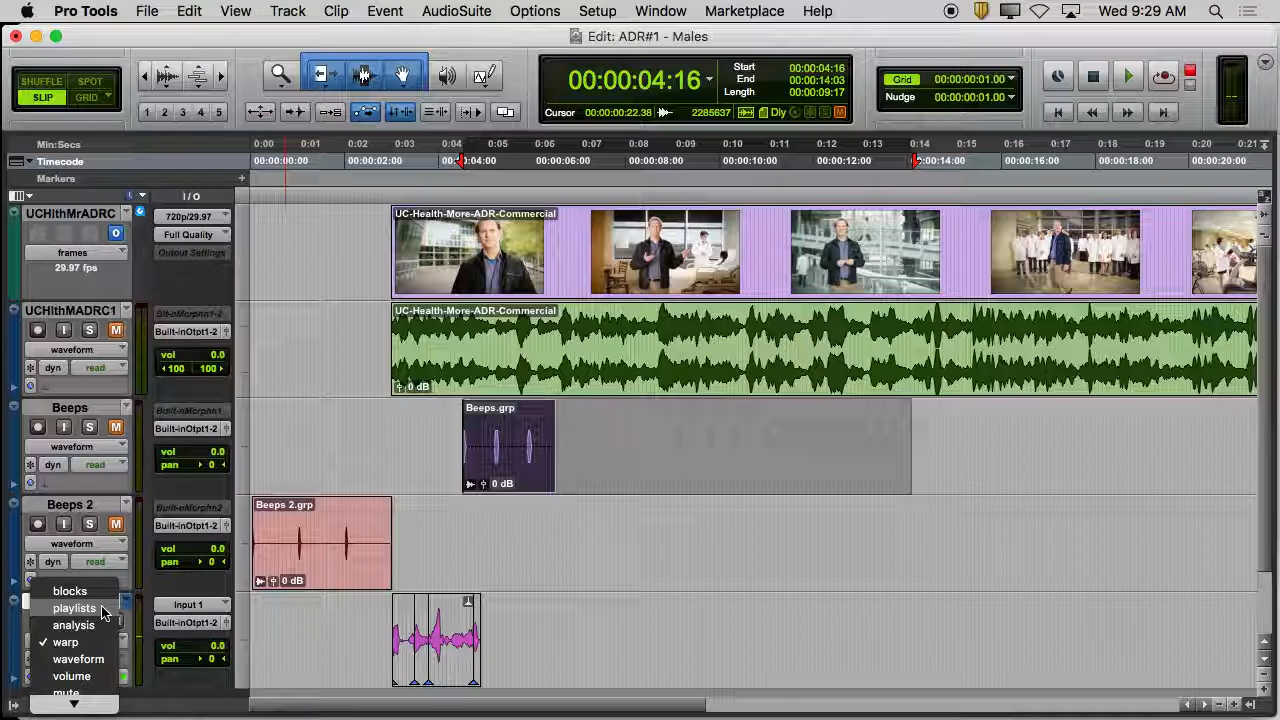 Pro Tools File Edit View Track Clip Event AudioSuite Options Setup Window Marketplace Help Wed 9:29 AM
Edit: ADR#1 - Males
SHUFFLE SPOT
SLIP GRID
1 2 3 4 5
00:00:04:16
Start 00:00:04:16
End 00:00:14:03
Length 00:00:09:17
Cursor 00:00:00:22.38 2285637 Dly S M
Grid 00:00:00:01.00
Nudge 00:00:00:01.00
Min:Secs 0:00 0:01 0:02 0:03 0:04 0:05 0:06 0:07 0:08 0:09 0:10 0:11 0:12 0:13 0:14 0:15 0:16 0:17 0:18 0:19 0:20 0:21
Timecode 00:00:00:00 00:00:02:00 00:00:04:00 00:00:06:00 00:00:08:00 00:00:10:00 00:00:12:00 00:00:14:00 00:00:16:00 00:00:18:00 00:00:20:00
Markers
I / O
UCHlthMrADRC
720p/29.97
O
Full Quality
frames
Output Settings
29.97 fps
UC-Health-More-ADR-Commercial
UCHlthMADRC1
I S M
Built-inOtpt1-2
waveform
vol 0.0
dyn read
100 100
UC-Health-More-ADR-Commercial
0 dB
Beeps
I S M
Built-inOtpt1-2
waveform
vol 0.0
dyn read
pan 0
Beeps.grp
0 dB
Beeps 2
I S M
Built-inOtpt1-2
waveform
vol 0.0
dyn read
pan 0
Beeps 2.grp
0 dB
blocks
playlists
analysis
warp
waveform
volume
mute
Input 1
Built-inOtpt1-2
vol 0.0
pan 0